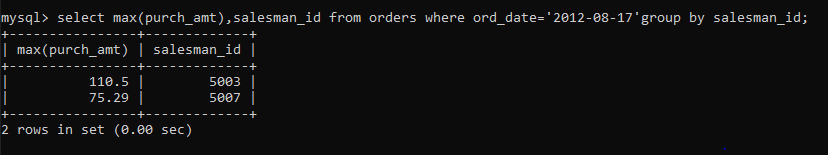 mysql> select max(purch_amt),salesman_id from orders where ord_date='2012-08-17'group by salesman_id;
+----------------+-------------+
| max(purch_amt) | salesman_id |
+----------------+-------------+
|          110.5 |        5003 |
|          75.29 |        5007 |
+----------------+-------------+
2 rows in set (0.00 sec)